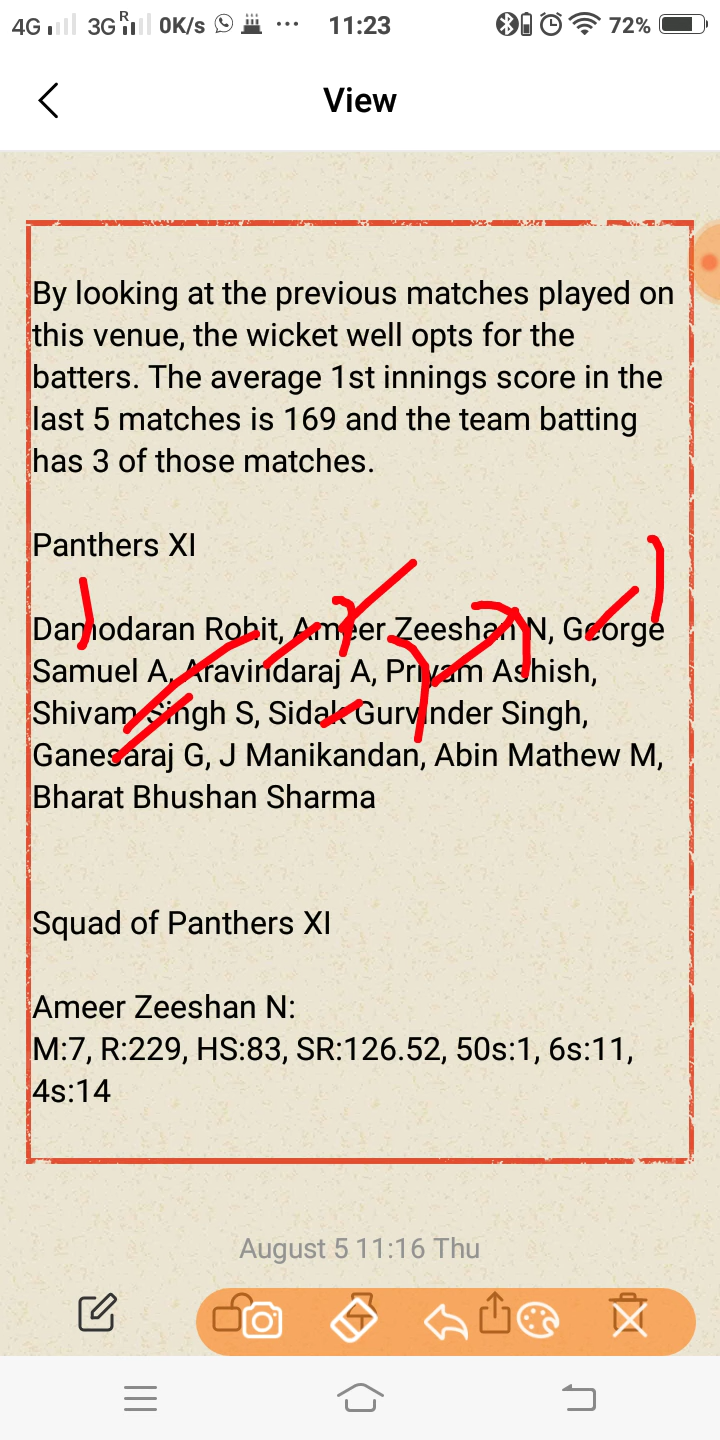 4G 3G R 0K/s ... 11:23 72%
View
By looking at the previous matches played on
this venue, the wicket well opts for the
batters. The average 1st innings score in the
last 5 matches is 169 and the team batting
has 3 of those matches.
Panthers XI
Damodaran Rohit, Ameer Zeeshan N, George
Samuel A, Aravindaraj A, Priyam Ashish,
Shivam Singh S, Sidak Gurvinder Singh,
Ganesaraj G, J Manikandan, Abin Mathew M,
Bharat Bhushan Sharma
Squad of Panthers XI
Ameer Zeeshan N:
M:7, R:229, HS:83, SR:126.52, 50s:1, 6s:11,
4s:14
August 5 11:16 Thu